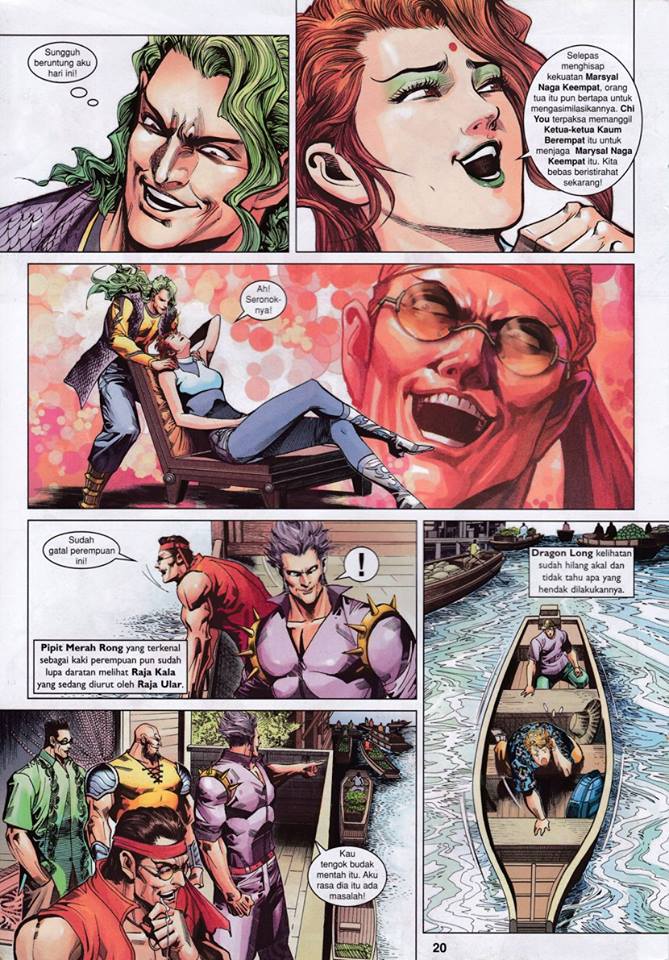 Sungguh
beruntung aku
hari ini!
Selepas
menghisap
kekuatan Marsyal
Naga Keempat, orang
tua itu pun bertapa untuk
mengasimilasikannya. Chi
You terpaksa memanggil
Ketua-ketua Kaum
Berempat itu untuk
menjaga Marysal Naga
Keempat itu. Kita
bebas beristirahat
sekarang!
Ah!
Seronok-
nya!
Sudah
gatal perempuan
ini!
!
Pipit Merah Rong yang terkenal
sebagai kaki perempuan pun sudah
lupa daratan melihat Raja Kala
yang sedang diurut oleh Raja Ular.
Dragon Long kelihatan
sudah hilang akal dan
tidak tahu apa yang
hendak dilakukannya.
Kau
tengok budak
mentah itu. Aku
rasa dia itu ada
masalah!
20